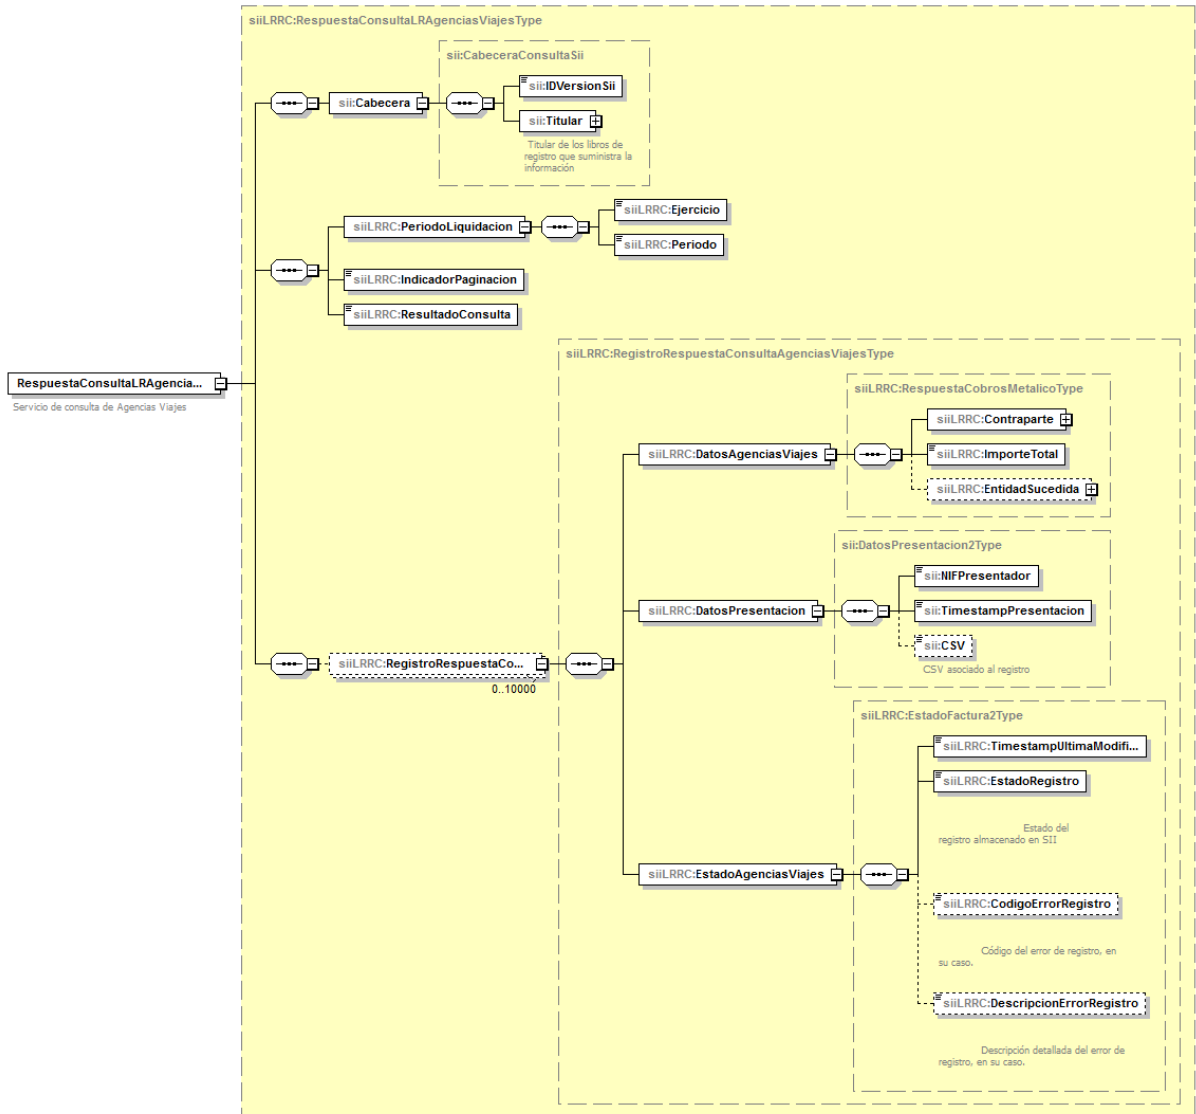 siiLRRC:RespuestaConsultaLRAgenciasViajesType
sii:CabeceraConsultaSii
sii:Cabecera
sii:IDVersionSii
sii:Titular
Titular de los libros de
registro que suministra la
información
siiLRRC:PeriodoLiquidacion
siiLRRC:Ejercicio
siiLRRC:Periodo
siiLRRC:IndicadorPaginacion
siiLRRC:ResultadoConsulta
RespuestaConsultaLRAgencia...
Servicio de consulta de Agencias Viajes
siiLRRC:RegistroRespuestaCo...
0..10000
siiLRRC:RegistroRespuestaConsultaAgenciasViajesType
siiLRRC:DatosAgenciasViajes
siiLRRC:RespuestaCobrosMetalicoType
siiLRRC:Contraparte
siiLRRC:ImporteTotal
siiLRRC:EntidadSucedida
siiLRRC:DatosPresentacion
sii:DatosPresentacion2Type
sii:NIFPresentador
sii:TimestampPresentacion
sii:CSV
CSV asociado al registro
siiLRRC:EstadoAgenciasViajes
siiLRRC:EstadoFactura2Type
siiLRRC:TimestampUltimaModifi...
siiLRRC:EstadoRegistro
Estado del
registro almacenado en SII
siiLRRC:CodigoErrorRegistro
Código del error de registro, en
su caso.
siiLRRC:DescripcionErrorRegistro
Descripción detallada del error de
registro, en su caso.